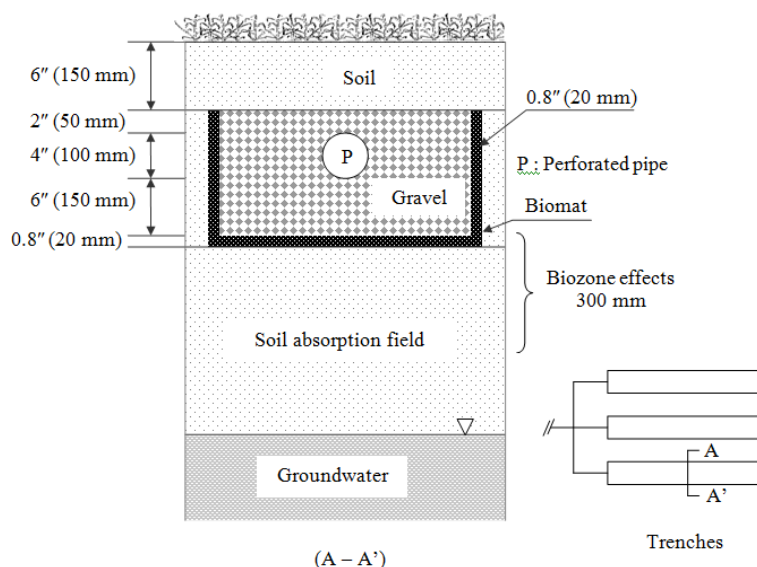 6″ (150 mm)
Soil
2″ (50 mm)
0.8″ (20 mm)
4″ (100 mm)
P
P : Perforated pipe
6″ (150 mm)
Gravel
Biomat
0.8″ (20 mm)
Biozone effects
300 mm
Soil absorption field
A
A’
Groundwater
Trenches
(A – A’)